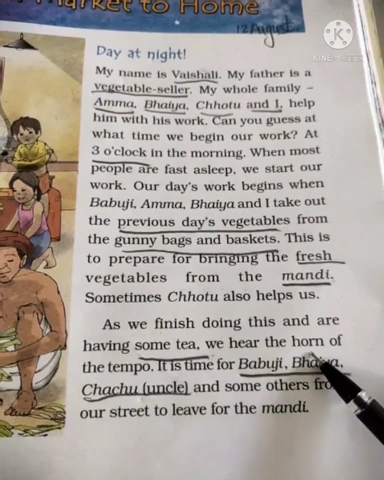 Market to Home
12 August
KINEMASTER
Day at night!
My name is Vaishali. My father is a
vegetable-seller. My whole family –
Amma, Bhaiya, Chhotu and I, help
him with his work. Can you guess at
what time we begin our work? At
3 o'clock in the morning. When most
people are fast asleep, we start our
work. Our day's work begins when
Babuji, Amma, Bhaiya and I take out
the previous day's vegetables from
the gunny bags and baskets. This is
to prepare for bringing the fresh
vegetables from the mandi.
Sometimes Chhotu also helps us.
As we finish doing this and are
having some tea, we hear the horn of
the tempo. It is time for Babuji, Bhaiya,
Chachu (uncle) and some others from
our street to leave for the mandi.